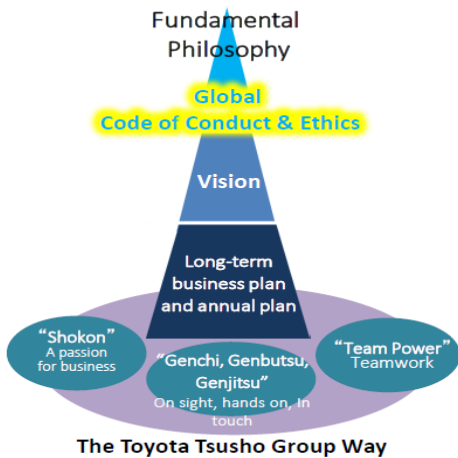 Fundamental
Philosophy
Global
Code of Conduct & Ethics
Vision
Long-term
business plan
and annual plan
“Shokon”
A passion
for business
“Genchi, Genbutsu,
Genjitsu”
On sight, hands on, In
touch
“Team Power”
Teamwork
The Toyota Tsusho Group Way